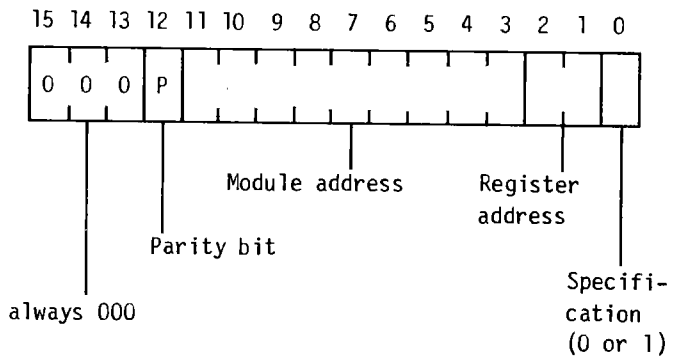 15 14 13 12 11 10 9 8 7 6 5 4 3 2 1 0
0 0 0 P
Module address
Register
address
Parity bit
Specifi-
cation
(0 or 1)
always 000